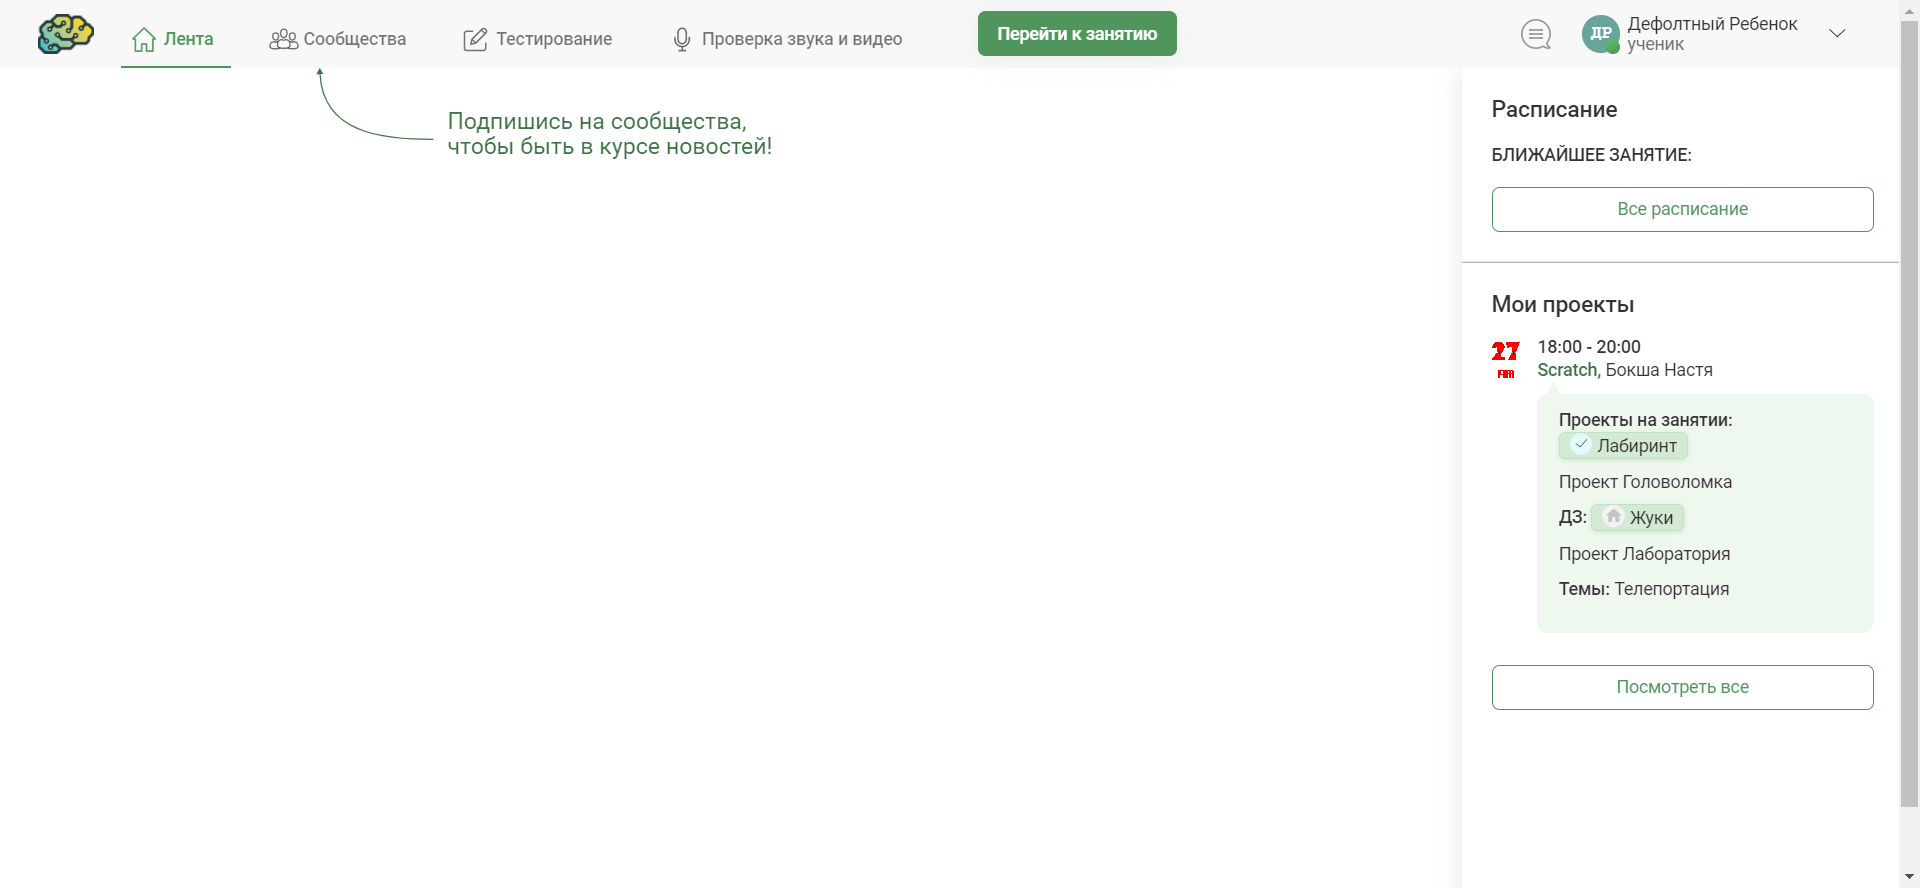 Лента
Сообщества
Тестирование
Проверка звука и видео
Перейти к занятию
ДР
Дефолтный Ребенок
ученик
Подпишись на сообщества,
чтобы быть в курсе новостей!
Расписание
БЛИЖАЙШЕЕ ЗАНЯТИЕ:
Все расписание
Мои проекты
27
18:00 - 20:00
Scratch, Бокша Настя
Проекты на занятии:
Лабиринт
Проект Головоломка
ДЗ: Жуки
Проект Лаборатория
Темы: Телепортация
Посмотреть все